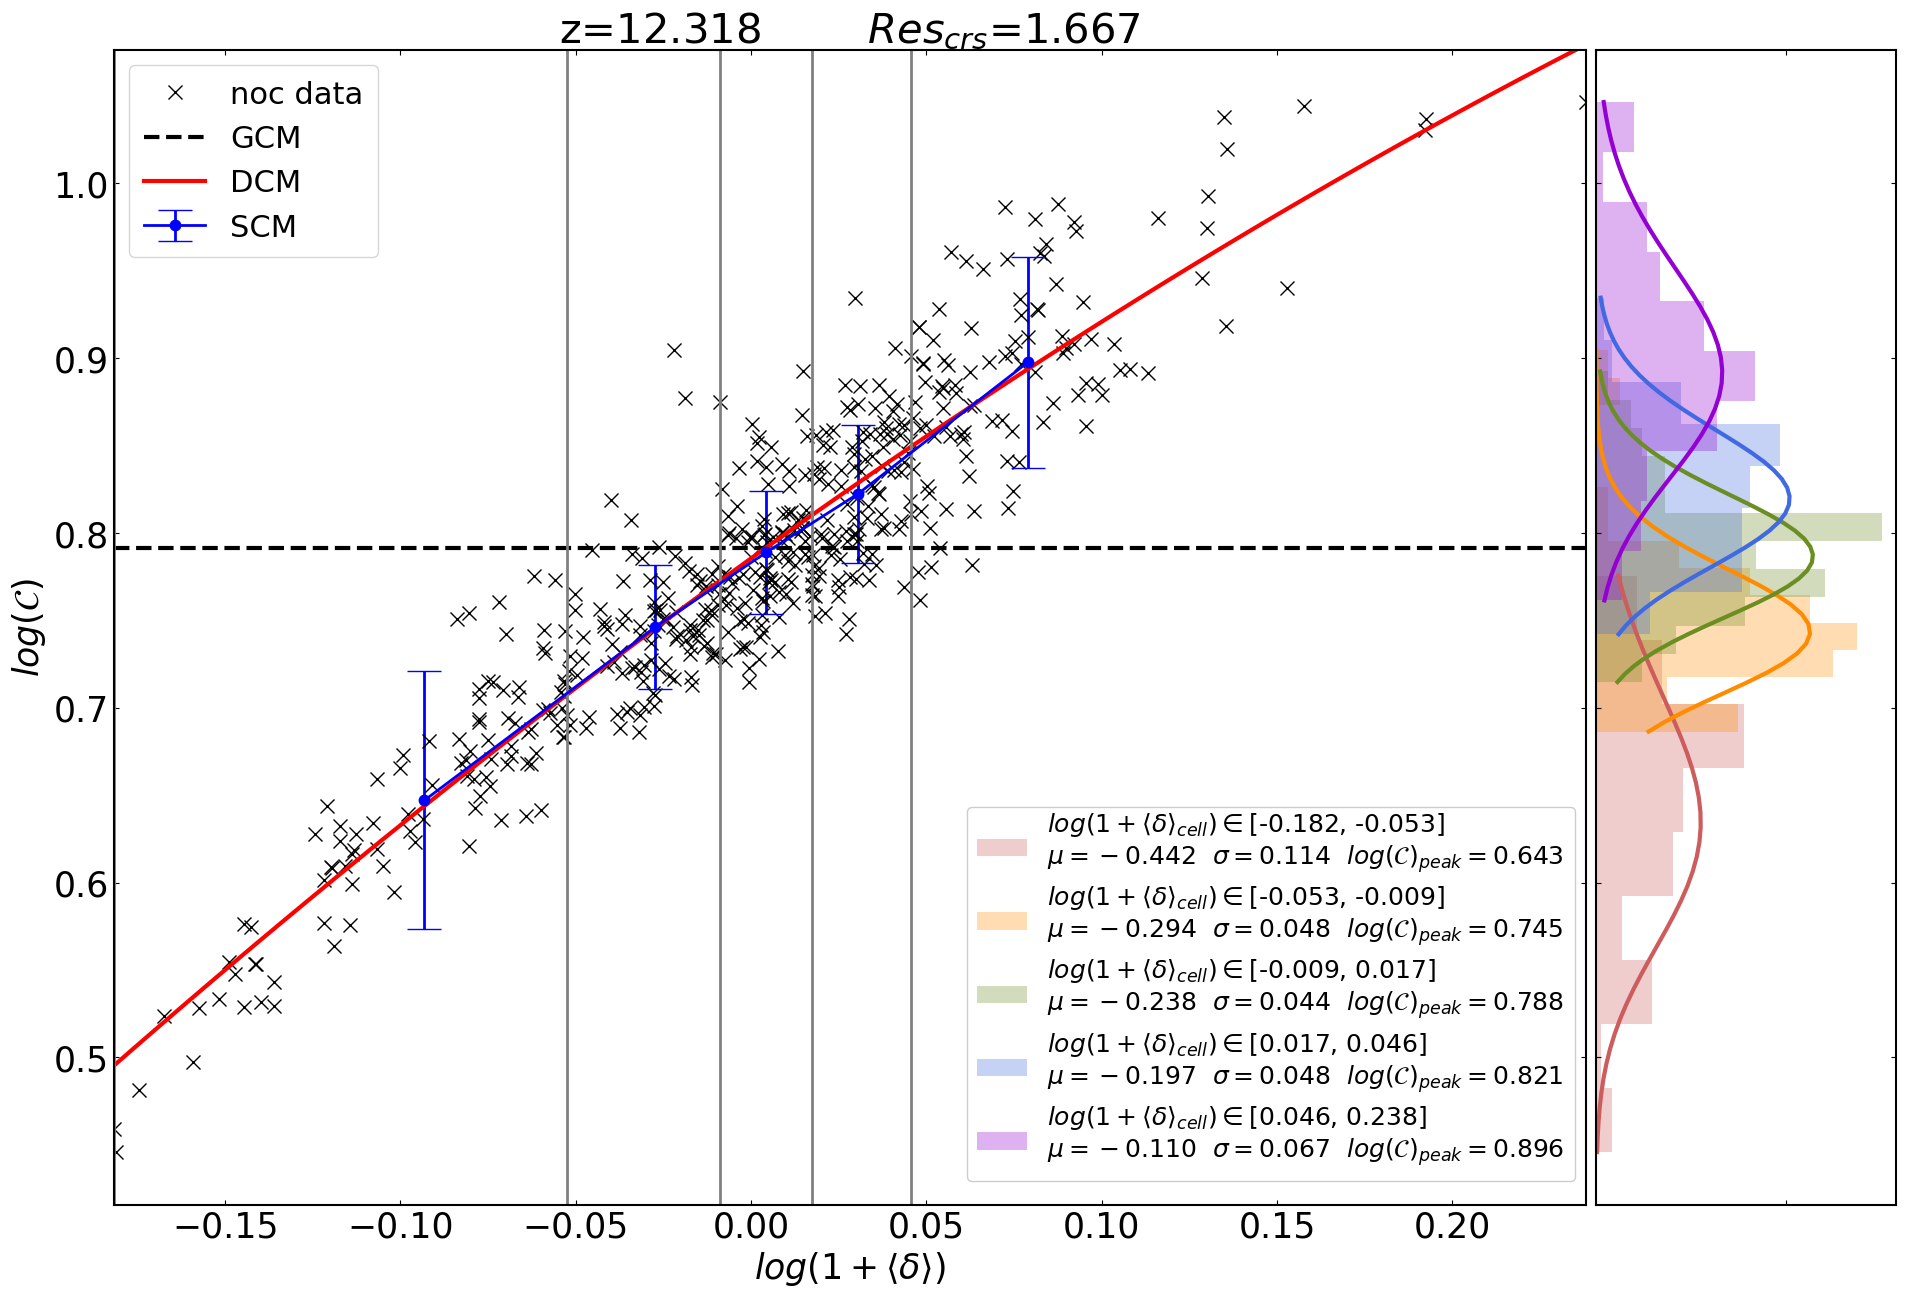 z=12.318 Res_crs=1.667
noc data
GCM
DCM
SCM
log(C)
1.0
0.9
0.8
0.7
0.6
0.5
log(1 + ⟨δ⟩_cell) ∈ [-0.182, -0.053]
μ = −0.442 σ = 0.114 log(C)_peak = 0.643
log(1 + ⟨δ⟩_cell) ∈ [-0.053, -0.009]
μ = −0.294 σ = 0.048 log(C)_peak = 0.745
log(1 + ⟨δ⟩_cell) ∈ [-0.009, 0.017]
μ = −0.238 σ = 0.044 log(C)_peak = 0.788
log(1 + ⟨δ⟩_cell) ∈ [0.017, 0.046]
μ = −0.197 σ = 0.048 log(C)_peak = 0.821
log(1 + ⟨δ⟩_cell) ∈ [0.046, 0.238]
μ = −0.110 σ = 0.067 log(C)_peak = 0.896
−0.15 −0.10 −0.05 0.00 0.05 0.10 0.15 0.20
log(1 + ⟨δ⟩)